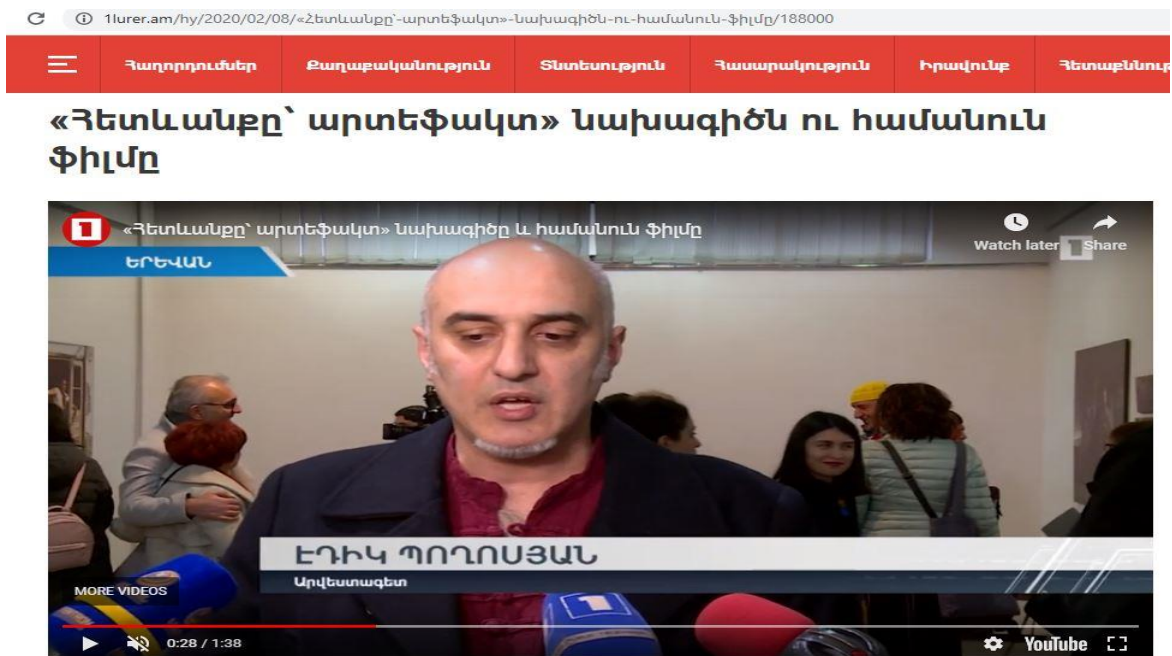 1lurer.am/hy/2020/02/08/«Հետևանքը՝-արտեֆակտ»-նախագիծն-ու-համանուն-ֆիլմը/188000
Հաղորդումներ Քաղաքականություն Տնտեսություն Հասարակություն Իրավունք Հետաքննութ
«Հետևանքը՝ արտեֆակտ» նախագիծն ու համանուն
ֆիլմը
1 «Հետևանքը՝ արտեֆակտ» նախագիծը և համանուն ֆիլմը
Watch later Share
ԵՐԵՎԱՆ
ԷԴԻԿ ՊՈՂՈՍՅԱՆ
Արվեստագետ
MORE VIDEOS
1
0:28 / 1:38 YouTube